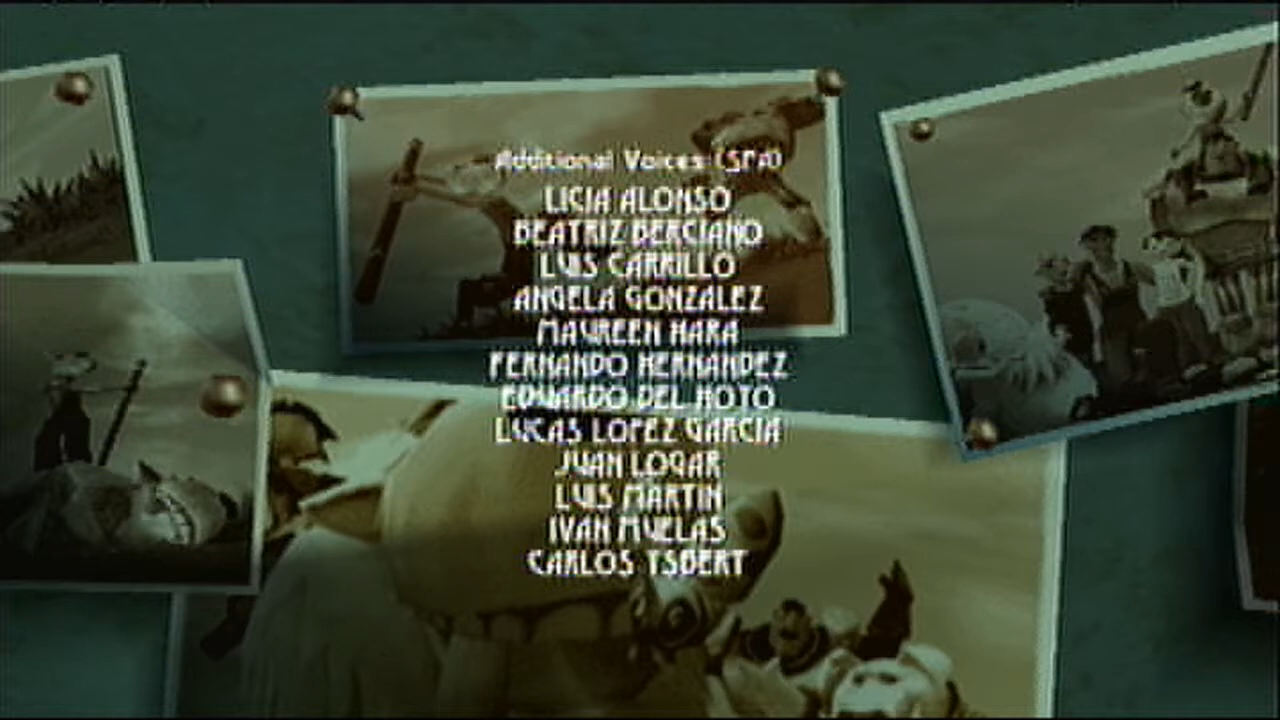 Additional Voices (SPA)
LICIA ALONSO
BEATRIZ BERCIANO
LUIS CARRILLO
ANGELA GONZALEZ
MAUREEN HARA
FERNANDO HERNANDEZ
EDUARDO DEL HOYO
LUCAS LOPEZ GARCIA
JUAN LOGAR
LUIS MARTIN
IVAN MUELAS
CARLOS YSBERT